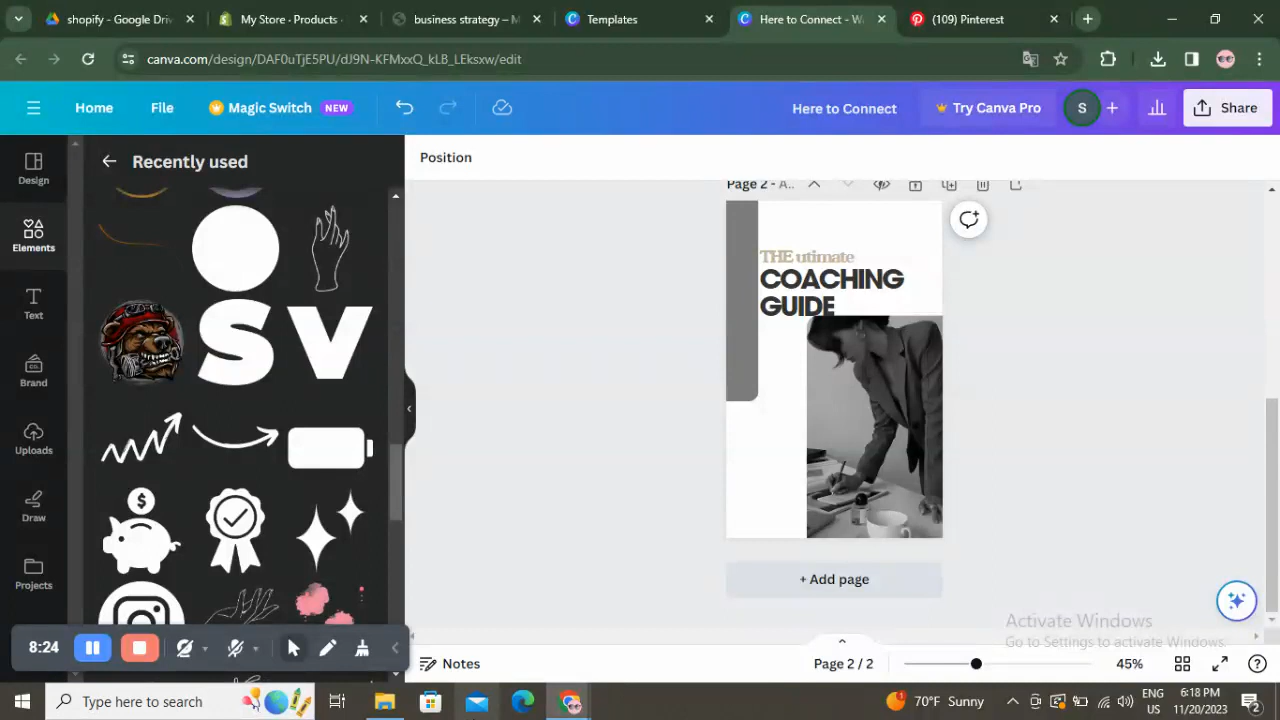 shopify - Google Dri
My Store · Products ·
business strategy – M
Templates
Here to Connect - W
(109) Pinterest
canva.com/design/DAF0uTjE5PU/dJ9N-KFMxxQ_kLB_LEksxw/edit
Home
File
Magic Switch NEW
Here to Connect
Try Canva Pro
S
Share
Design
Elements
Text
Brand
Uploads
Draw
Projects
Recently used
S V
$
Position
Page 2 - A..
THE utimate
COACHING
GUIDE
+ Add page
Activate Windows
Go to Settings to activate Windows.
8:24
Notes
Page 2 / 2
45%
Type here to search
70°F Sunny
ENG
US
6:18 PM
11/20/2023
2